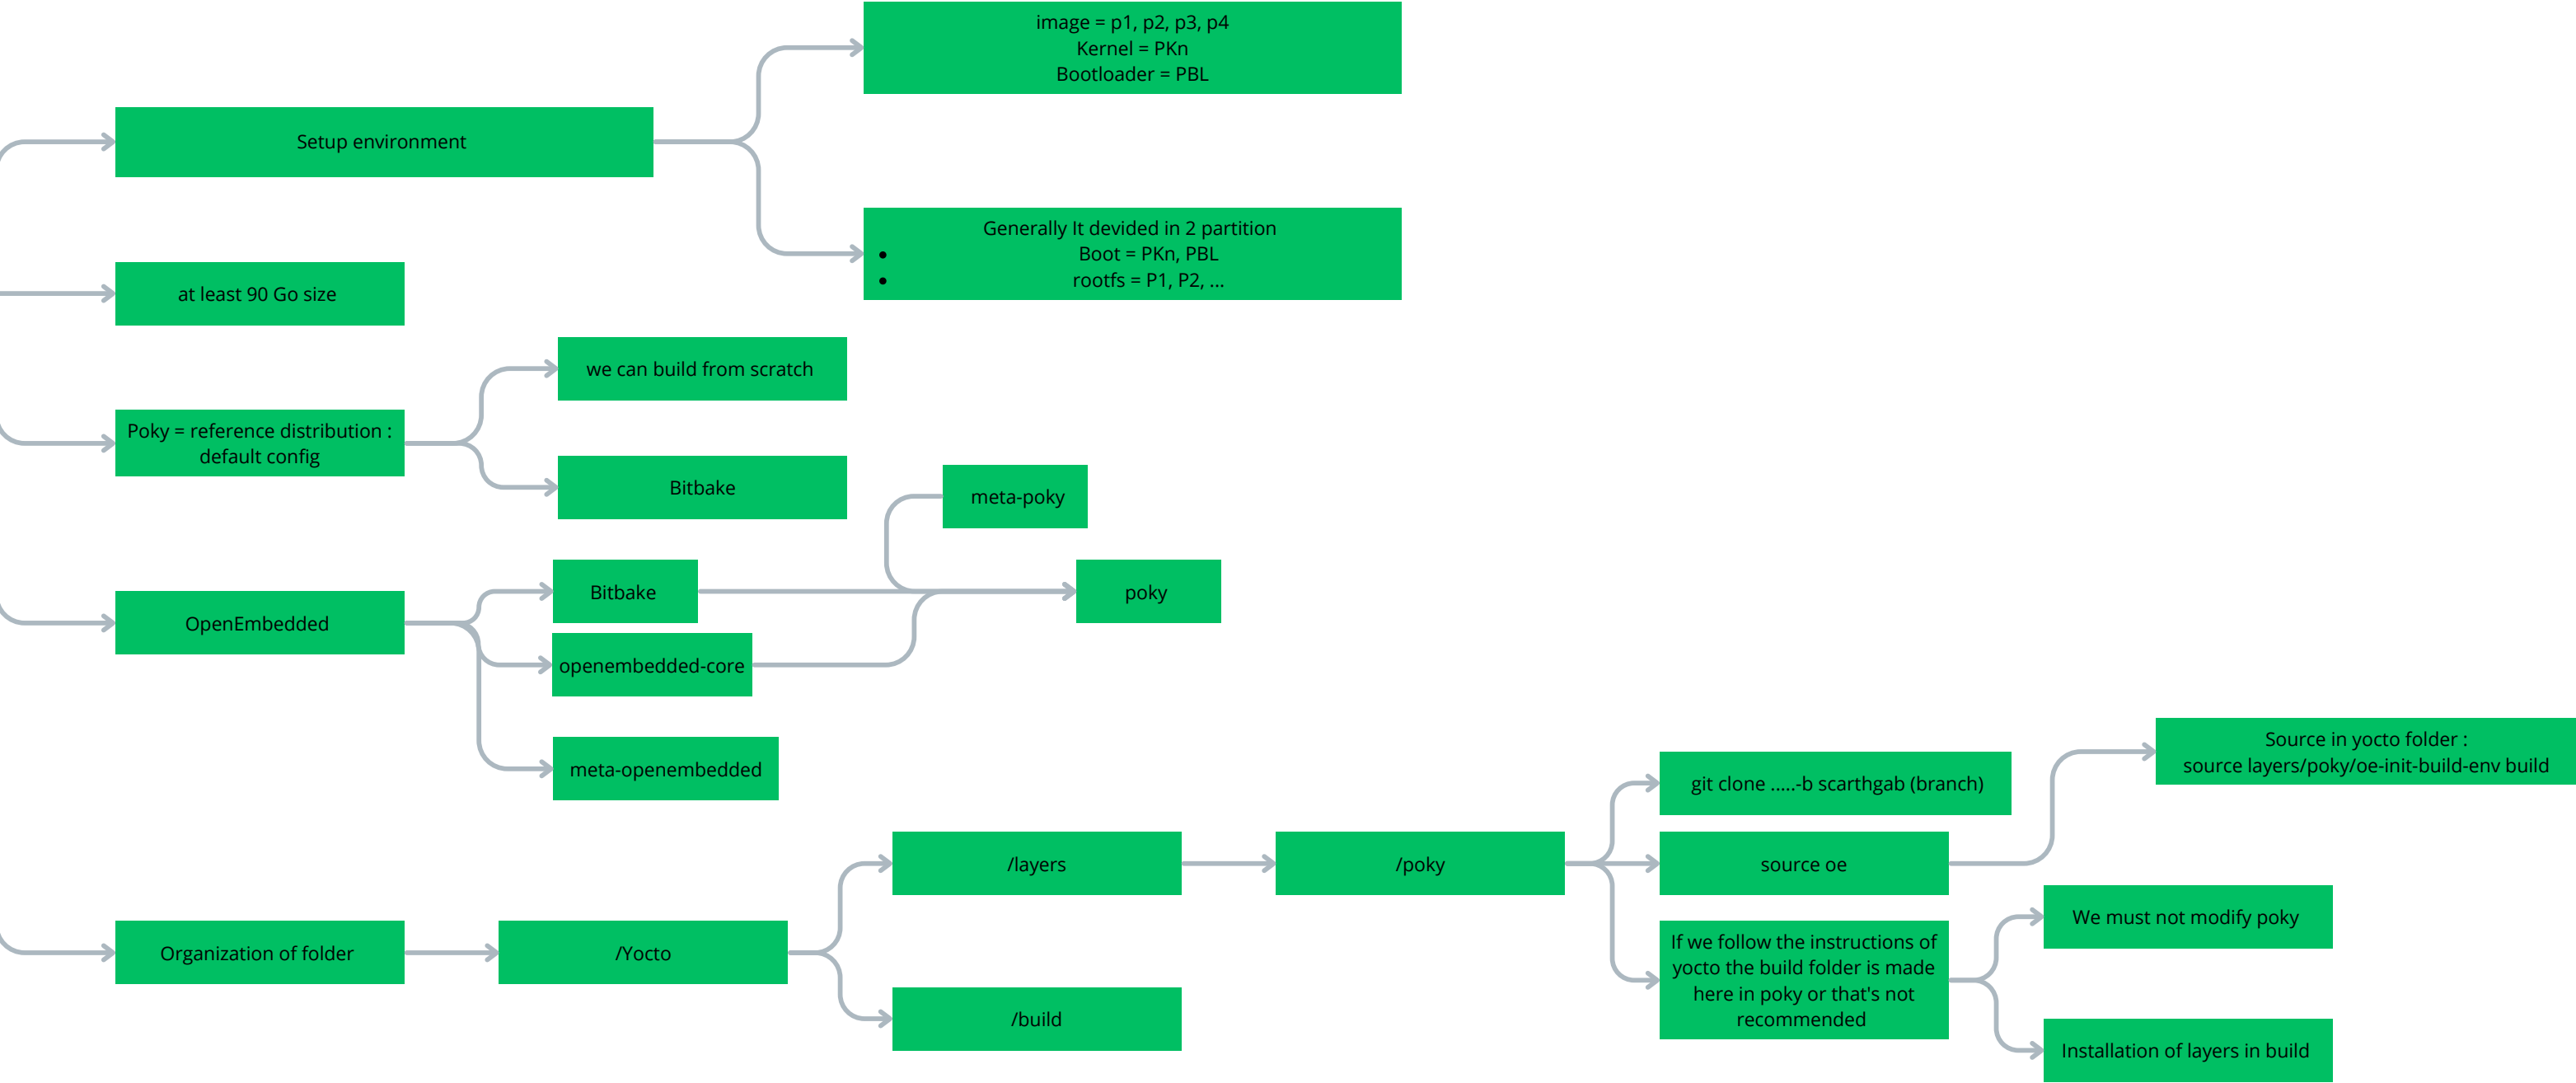 image = p1, p2, p3, p4
Kernel = PKn
Bootloader = PBL
Setup environment
Generally It devided in 2 partition
• Boot = PKn, PBL
• rootfs = P1, P2, ...
at least 90 Go size
we can build from scratch
Poky = reference distribution :
default config
Bitbake
meta-poky
Bitbake
poky
OpenEmbedded
openembedded-core
meta-openembedded
Source in yocto folder :
source layers/poky/oe-init-build-env build
git clone .....-b scarthgab (branch)
/layers
/poky
source oe
We must not modify poky
Organization of folder
/Yocto
If we follow the instructions of
yocto the build folder is made
here in poky or that's not
recommended
/build
Installation of layers in build